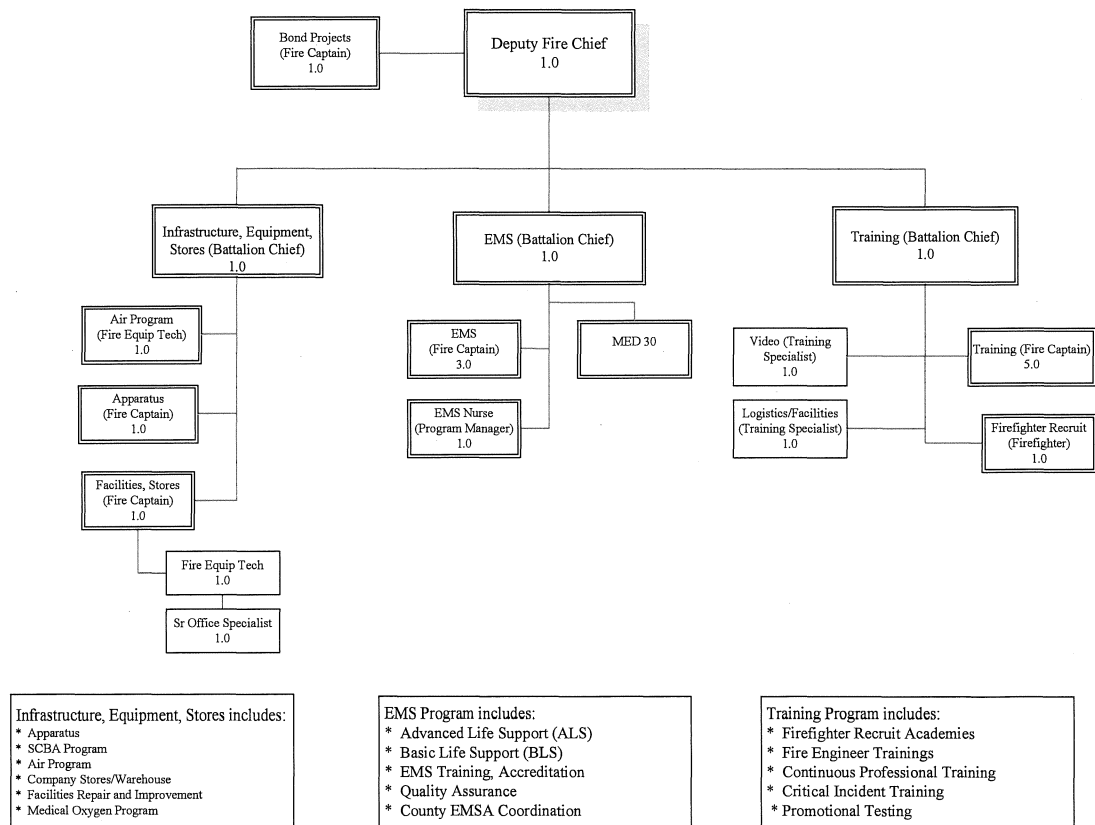 Bond Projects
(Fire Captain)
1.0
Deputy Fire Chief
1.0
Infrastructure, Equipment,
Stores (Battalion Chief)
1.0
EMS (Battalion Chief)
1.0
Training (Battalion Chief)
1.0
Air Program
(Fire Equip Tech)
1.0
Apparatus
(Fire Captain)
1.0
Facilities, Stores
(Fire Captain)
1.0
Fire Equip Tech
1.0
Sr Office Specialist
1.0
EMS
(Fire Captain)
3.0
MED 30
EMS Nurse
(Program Manager)
1.0
Video (Training
Specialist)
1.0
Training (Fire Captain)
5.0
Logistics/Facilities
(Training Specialist)
1.0
Firefighter Recruit
(Firefighter)
1.0
Infrastructure, Equipment, Stores includes:
* Apparatus
* SCBA Program
* Air Program
* Company Stores/Warehouse
* Facilities Repair and Improvement
* Medical Oxygen Program
EMS Program includes:
* Advanced Life Support (ALS)
* Basic Life Support (BLS)
* EMS Training, Accreditation
* Quality Assurance
* County EMSA Coordination
Training Program includes:
* Firefighter Recruit Academies
* Fire Engineer Trainings
* Continuous Professional Training
* Critical Incident Training
* Promotional Testing